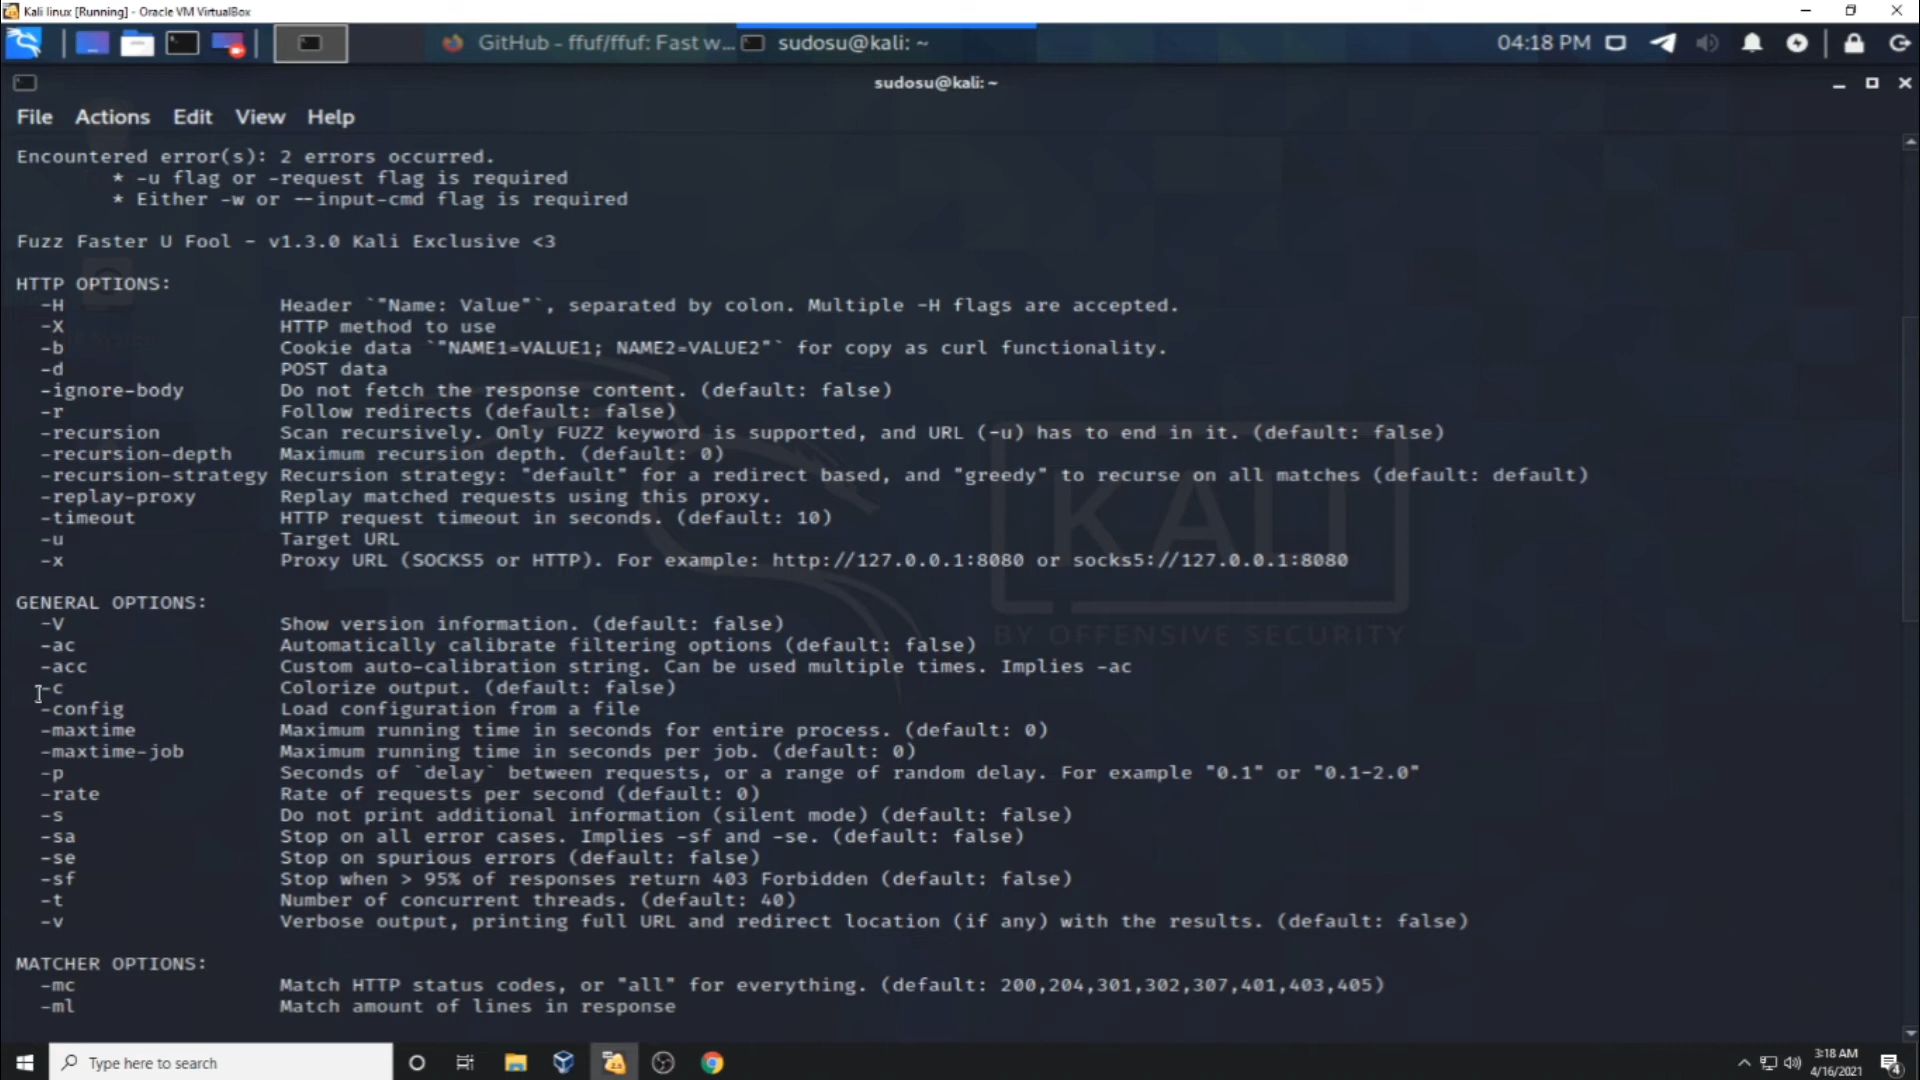 Kali linux [Running] - Oracle VM VirtualBox
GitHub - ffuf/ffuf: Fast w... sudosu@kali: ~ 04:18 PM
sudosu@kali: ~
File Actions Edit View Help
Encountered error(s): 2 errors occurred.
* -u flag or -request flag is required
* Either -w or --input-cmd flag is required
Fuzz Faster U Fool - v1.3.0 Kali Exclusive <3
HTTP OPTIONS:
-H Header `"Name: Value"`, separated by colon. Multiple -H flags are accepted.
-X HTTP method to use
-b Cookie data `"NAME1=VALUE1; NAME2=VALUE2"` for copy as curl functionality.
-d POST data
-ignore-body Do not fetch the response content. (default: false)
-r Follow redirects (default: false)
-recursion Scan recursively. Only FUZZ keyword is supported, and URL (-u) has to end in it. (default: false)
-recursion-depth Maximum recursion depth. (default: 0)
-recursion-strategy Recursion strategy: "default" for a redirect based, and "greedy" to recurse on all matches (default: default)
-replay-proxy Replay matched requests using this proxy.
-timeout HTTP request timeout in seconds. (default: 10)
-u Target URL
-x Proxy URL (SOCKS5 or HTTP). For example: http://127.0.0.1:8080 or socks5://127.0.0.1:8080
KALI
BY OFFENSIVE SECURITY
GENERAL OPTIONS:
-V Show version information. (default: false)
-ac Automatically calibrate filtering options (default: false)
-acc Custom auto-calibration string. Can be used multiple times. Implies -ac
-c Colorize output. (default: false)
-config Load configuration from a file
-maxtime Maximum running time in seconds for entire process. (default: 0)
-maxtime-job Maximum running time in seconds per job. (default: 0)
-p Seconds of `delay` between requests, or a range of random delay. For example "0.1" or "0.1-2.0"
-rate Rate of requests per second (default: 0)
-s Do not print additional information (silent mode) (default: false)
-sa Stop on all error cases. Implies -sf and -se. (default: false)
-se Stop on spurious errors (default: false)
-sf Stop when > 95% of responses return 403 Forbidden (default: false)
-t Number of concurrent threads. (default: 40)
-v Verbose output, printing full URL and redirect location (if any) with the results. (default: false)
MATCHER OPTIONS:
-mc Match HTTP status codes, or "all" for everything. (default: 200,204,301,302,307,401,403,405)
-ml Match amount of lines in response
Type here to search
3:18 AM
4/16/2021
4